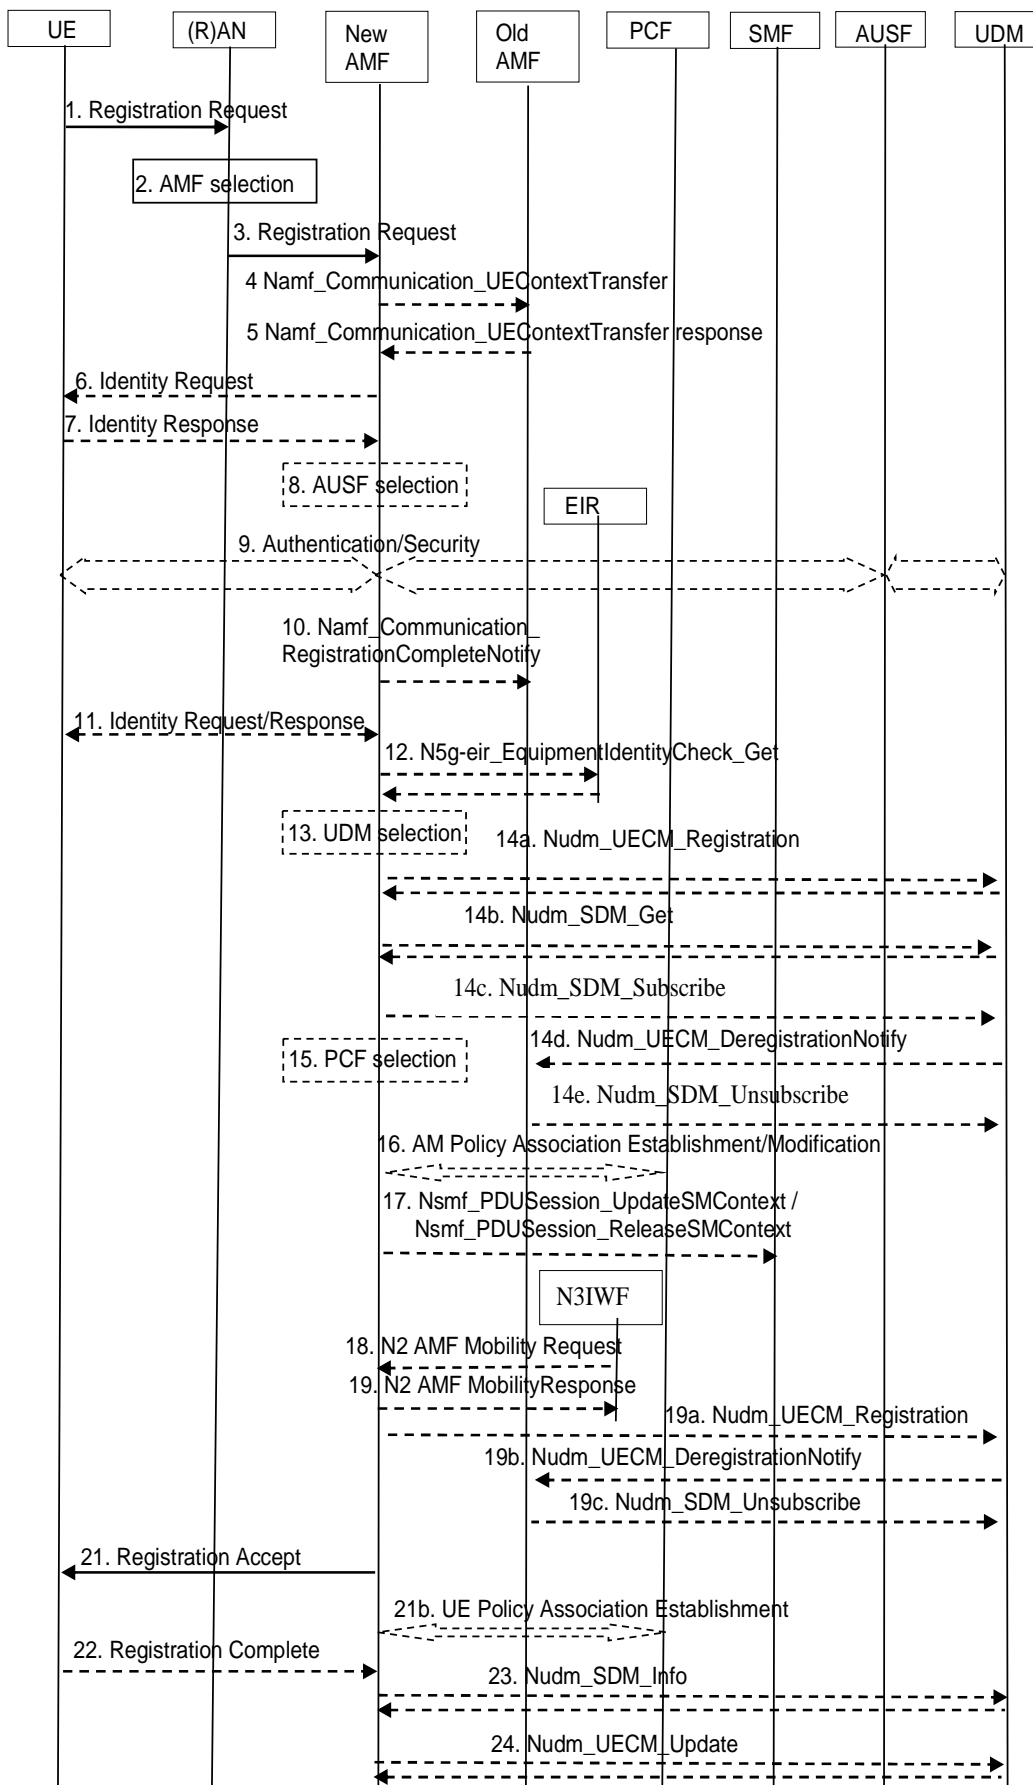 UE
(R)AN
New
AMF
Old
AMF
PCF
SMF
AUSF
UDM
1. Registration Request
2. AMF selection
3. Registration Request
4 Namf_Communication_UEContextTransfer
5 Namf_Communication_UEContextTransfer response
6. Identity Request
7. Identity Response
8. AUSF selection
EIR
9. Authentication/Security
10. Namf_Communication_
RegistrationCompleteNotify
11. Identity Request/Response
12. N5g-eir_EquipmentIdentityCheck_Get
13. UDM selection
14a. Nudm_UECM_Registration
14b. Nudm_SDM_Get
14c. Nudm_SDM_Subscribe
14d. Nudm_UECM_DeregistrationNotify
15. PCF selection
14e. Nudm_SDM_Unsubscribe
16. AM Policy Association Establishment/Modification
17. Nsmf_PDUSession_UpdateSMContext /
Nsmf_PDUSession_ReleaseSMContext
N3IWF
18. N2 AMF Mobility Request
19. N2 AMF MobilityResponse
19a. Nudm_UECM_Registration
19b. Nudm_UECM_DeregistrationNotify
19c. Nudm_SDM_Unsubscribe
21. Registration Accept
21b. UE Policy Association Establishment
22. Registration Complete
23. Nudm_SDM_Info
24. Nudm_UECM_Update